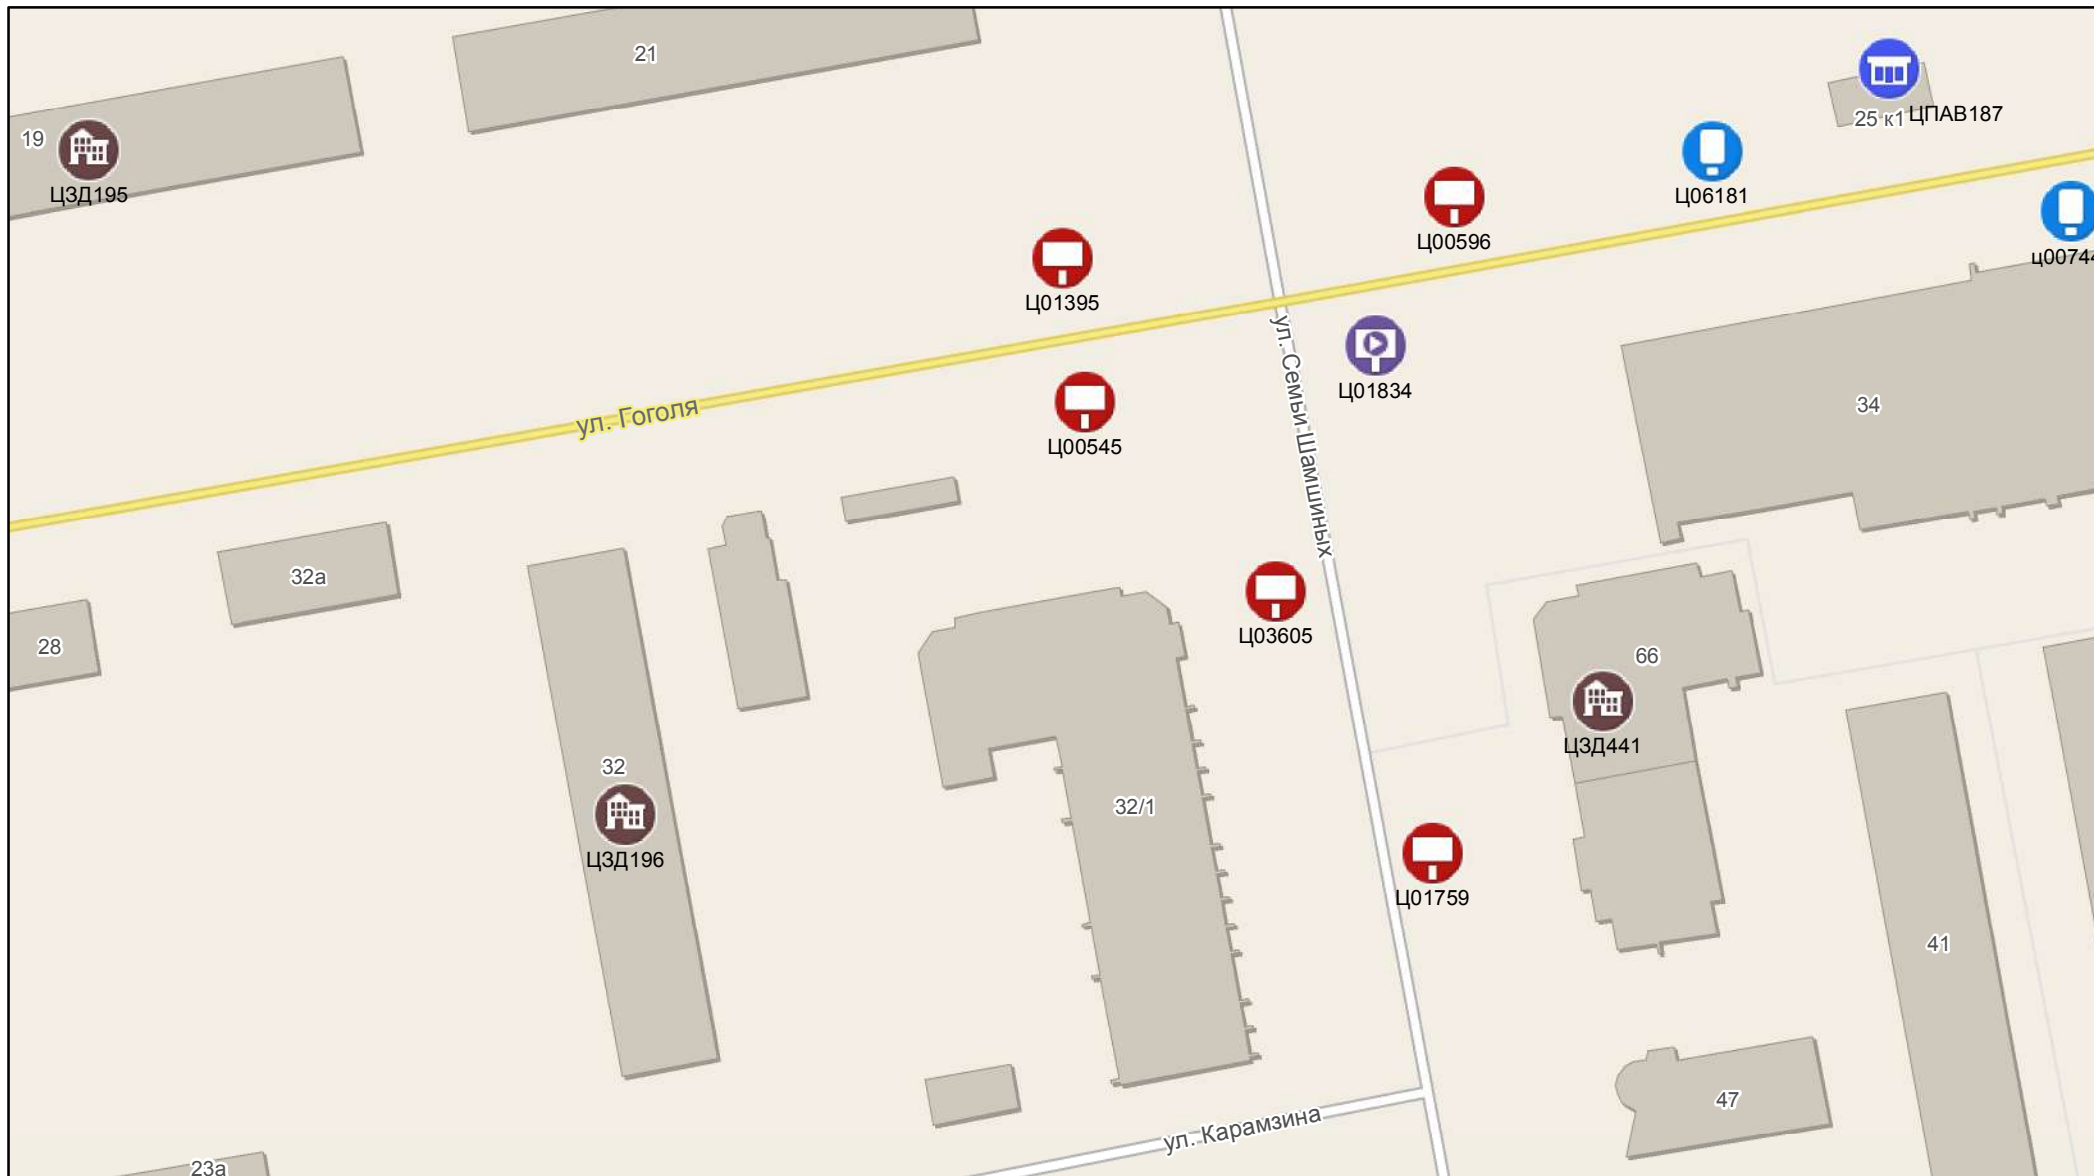 21
19
ЦЗД195
25 к1
ЦПАВ187
Ц06181
Ц00596
ц00744
Ц01395
Ц01834
ул. Семьи Шамшиных
34
ул. Гоголя
Ц00545
32а
28
Ц03605
66
ЦЗД441
32
ЦЗД196
32/1
Ц01759
41
47
ул. Карамзина
23а